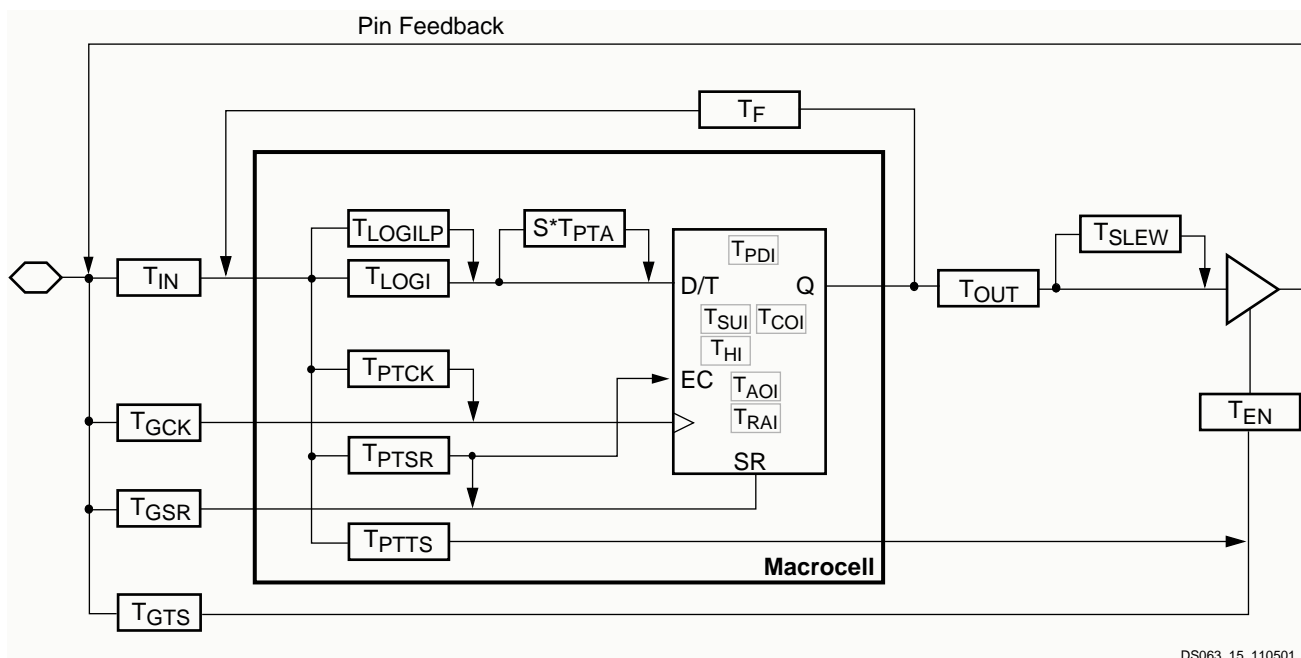 Pin Feedback
TF
TLOGILP
S*TPTA
TPDI
TSLEW
TIN
TLOGI
D/T
Q
TOUT
TSUI
TCOI
THI
TPTCK
EC
TAOI
TRAI
TEN
TGCK
TPTSR
SR
TGSR
TPTTS
Macrocell
TGTS
DS063_15_110501